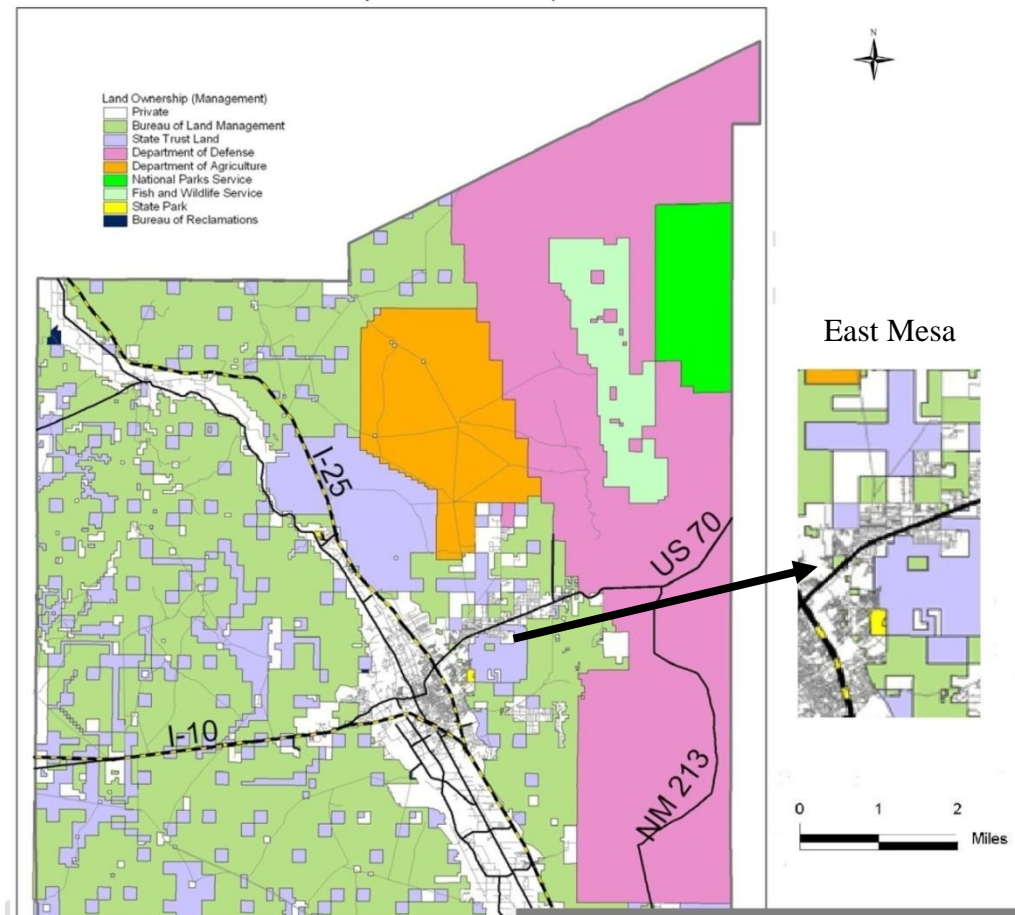 N
Land Ownership (Management)
Private
Bureau of Land Management
State Trust Land
Department of Defense
Department of Agriculture
National Parks Service
Fish and Wildlife Service
State Park
Bureau of Reclamations
East Mesa
I-25
US 70
I-10
NM 213
0 1 2
Miles